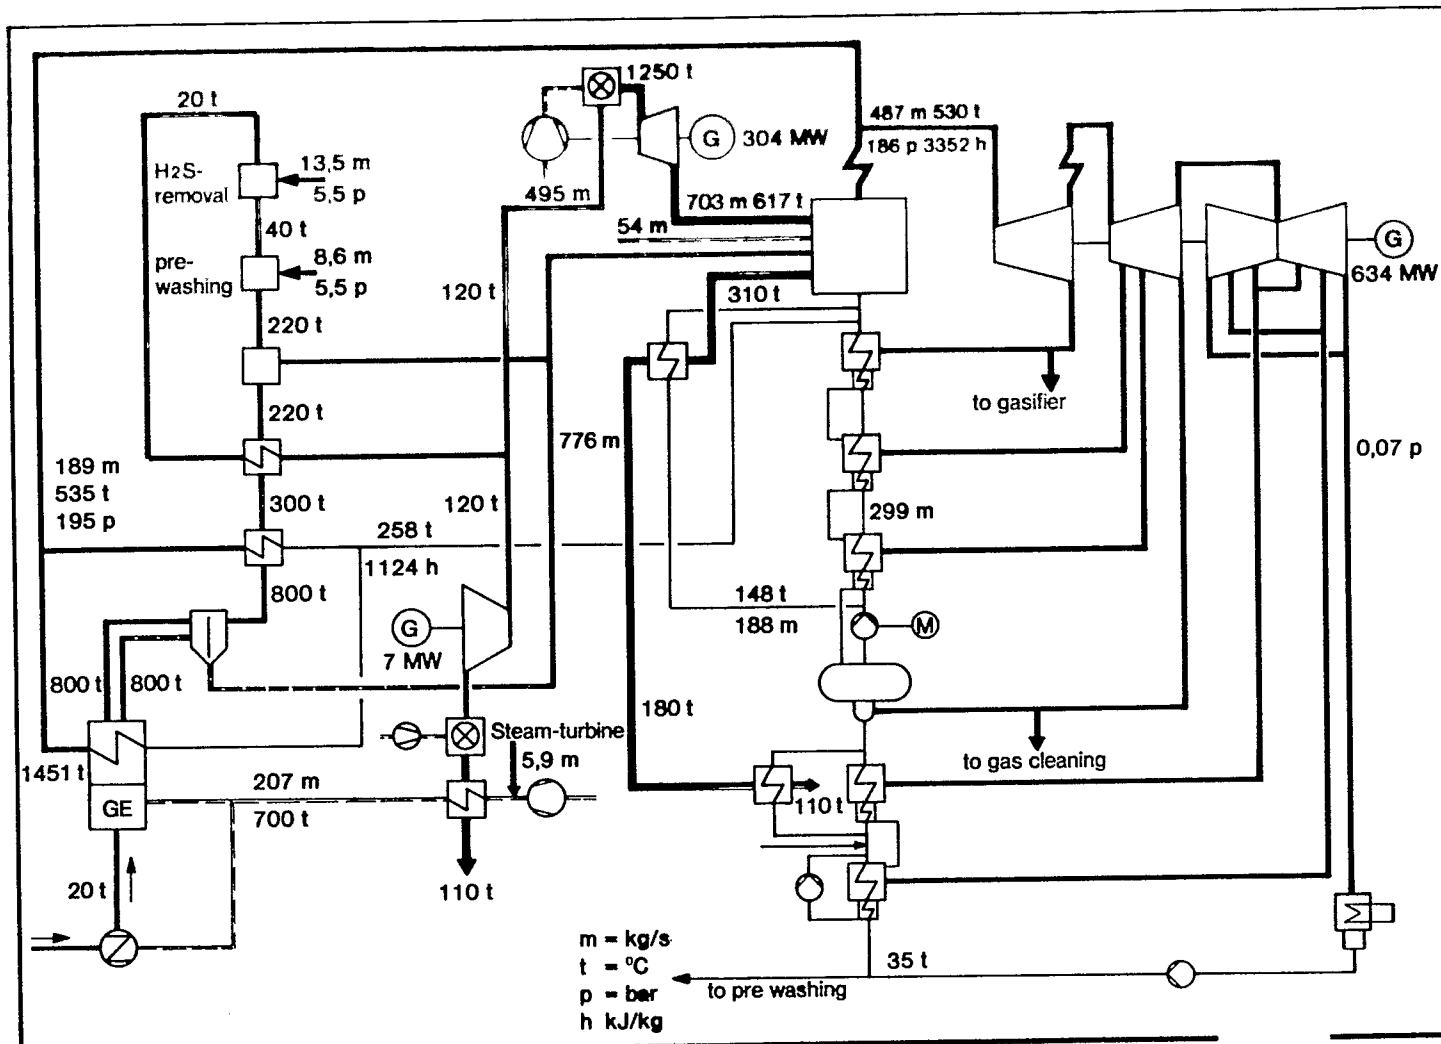 20 t
H2S-
removal
13,5 m
5,5 p
40 t
pre-
washing
8,6 m
5,5 p
220 t
220 t
300 t
189 m
535 t
195 p
258 t
1124 h
800 t
800 t
800 t
1451 t
GE
20 t
207 m
700 t
1250 t
G
304 MW
495 m
703 m 617 t
54 m
120 t
310 t
776 m
120 t
G
7 MW
Steam-turbine
5,9 m
110 t
180 t
487 m 530 t
186 p 3352 h
G
634 MW
to gasifier
299 m
0,07 p
148 t
188 m
M
to gas cleaning
110 t
35 t
to pre washing
m = kg/s
t = °C
p = bar
h kJ/kg